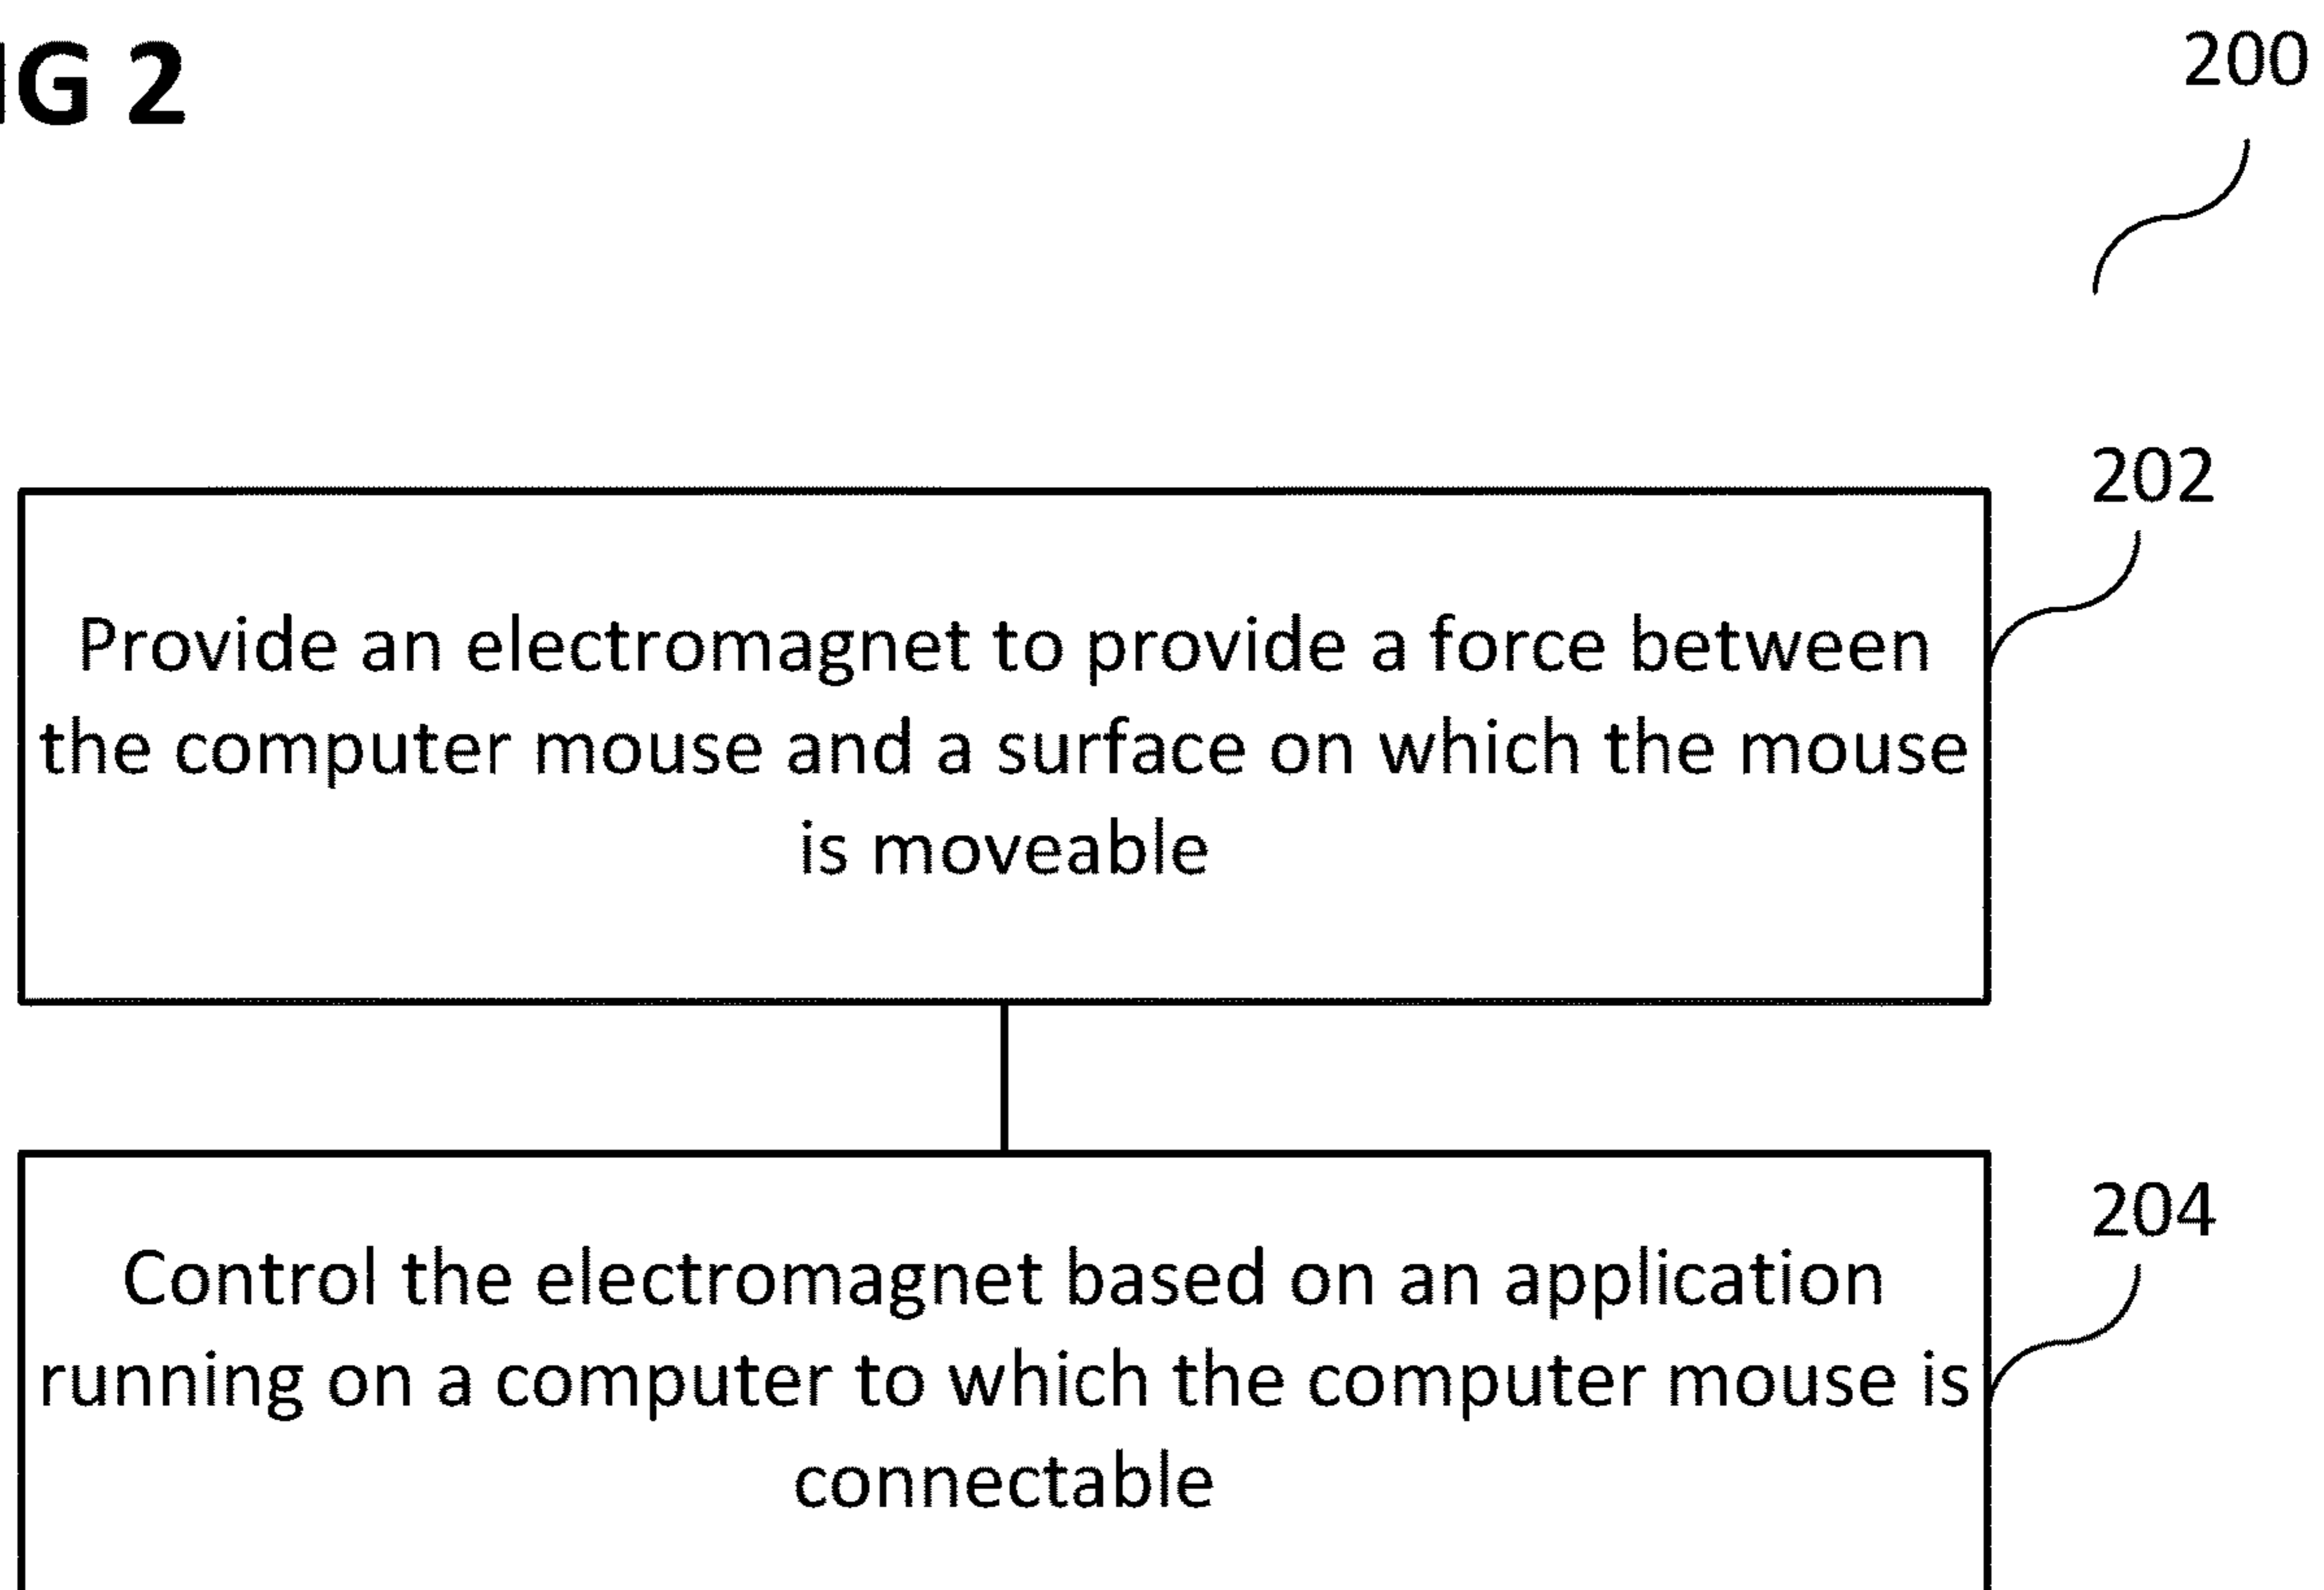 IG 2
200
202
Provide an electromagnet to provide a force between
the computer mouse and a surface on which the mouse
is moveable
204
Control the electromagnet based on an application
running on a computer to which the computer mouse is
connectable